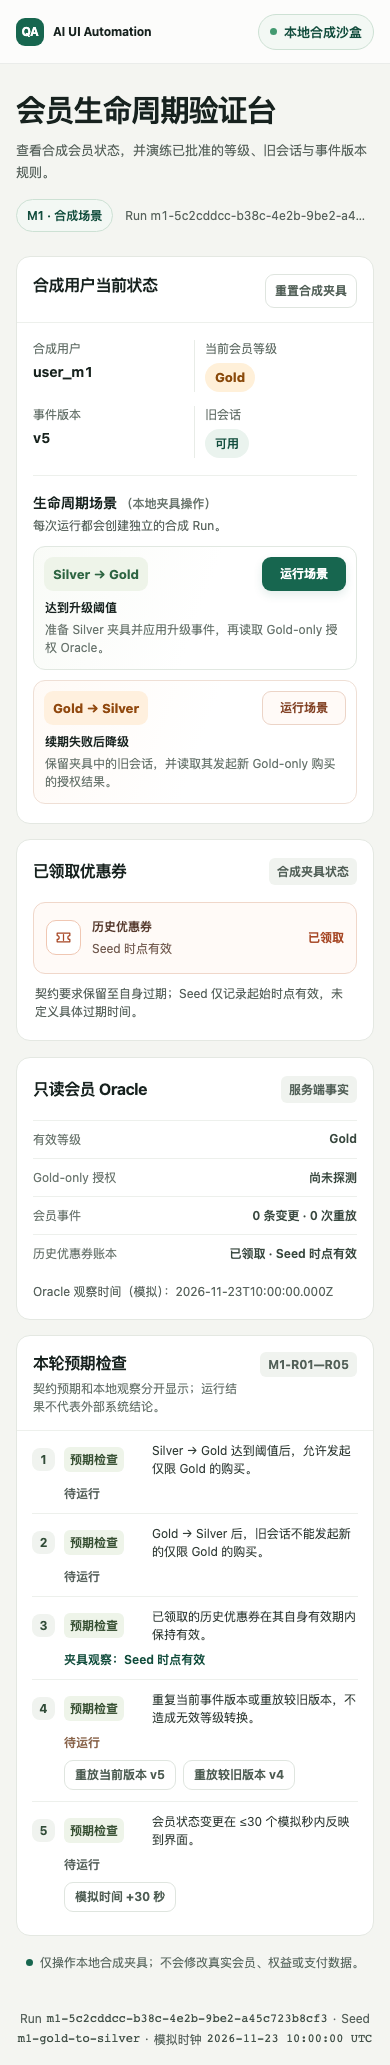 QA AI UI Automation 本地合成沙盒
会员生命周期验证台
查看合成会员状态，并演练已批准的等级、旧会话与事件版本
规则。
M1 · 合成场景 Run m1-5c2cddcc-b38c-4e2b-9be2-a4…
合成用户当前状态 重置合成夹具
合成用户 当前会员等级
user_m1 Gold
事件版本 旧会话
v5 可用
生命周期场景 （本地夹具操作）
每次运行都会创建独立的合成 Run。
Silver → Gold 运行场景
达到升级阈值
准备 Silver 夹具并应用升级事件，再读取 Gold-only 授
权 Oracle。
Gold → Silver 运行场景
续期失败后降级
保留夹具中的旧会话，并读取其发起新 Gold-only 购买
的授权结果。
已领取优惠券 合成夹具状态
历史优惠券
Seed 时点有效 已领取
契约要求保留至自身过期；Seed 仅记录起始时点有效，未
定义具体过期时间。
只读会员 Oracle 服务端事实
有效等级 Gold
Gold-only 授权 尚未探测
会员事件 0 条变更 · 0 次重放
历史优惠券账本 已领取 · Seed 时点有效
Oracle 观察时间（模拟）：2026-11-23T10:00:00.000Z
本轮预期检查 M1-R01—R05
契约预期和本地观察分开显示；运行结
果不代表外部系统结论。
1 预期检查 Silver → Gold 达到阈值后，允许发起
仅限 Gold 的购买。
待运行
2 预期检查 Gold → Silver 后，旧会话不能发起新
的仅限 Gold 的购买。
待运行
3 预期检查 已领取的历史优惠券在其自身有效期内
保持有效。
夹具观察：Seed 时点有效
4 预期检查 重复当前事件版本或重放较旧版本，不
造成无效等级转换。
待运行
重放当前版本 v5 重放较旧版本 v4
5 预期检查 会员状态变更在 ≤30 个模拟秒内反映
到界面。
待运行
模拟时间 +30 秒
仅操作本地合成夹具；不会修改真实会员、权益或支付数据。
Run m1-5c2cddcc-b38c-4e2b-9be2-a45c723b8cf3 · Seed
m1-gold-to-silver · 模拟时钟 2026-11-23 10:00:00 UTC